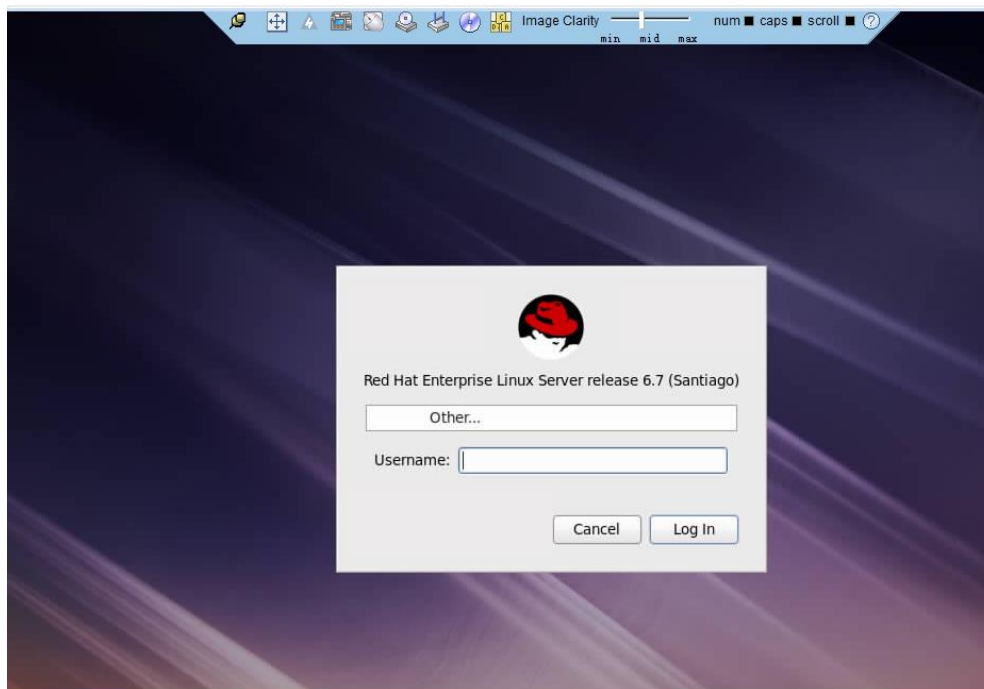 Image Clarity num caps scroll ?
min mid max
Red Hat Enterprise Linux Server release 6.7 (Santiago)
Other...
Username:
Cancel Log In